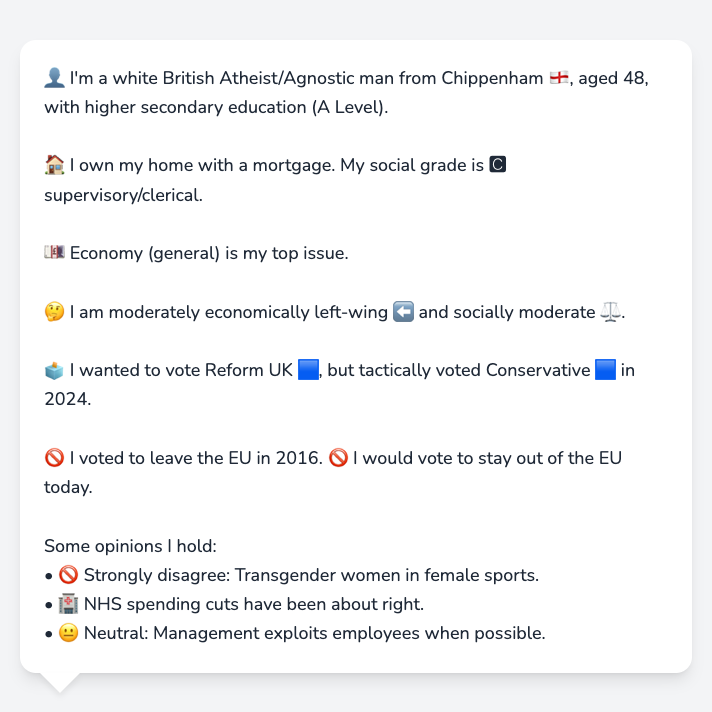 👤 I'm a white British Atheist/Agnostic man from Chippenham 🏴󠁧󠁢󠁥󠁮󠁧󠁿, aged 48,
with higher secondary education (A Level).
🏠 I own my home with a mortgage. My social grade is 🅲
supervisory/clerical.
💷 Economy (general) is my top issue.
🤔 I am moderately economically left-wing ⬅️ and socially moderate ⚖️.
🗳️ I wanted to vote Reform UK 🟦, but tactically voted Conservative 🟦 in
2024.
🚫 I voted to leave the EU in 2016. 🚫 I would vote to stay out of the EU
today.
Some opinions I hold:
• 🚫 Strongly disagree: Transgender women in female sports.
• 🏥 NHS spending cuts have been about right.
• 😐 Neutral: Management exploits employees when possible.